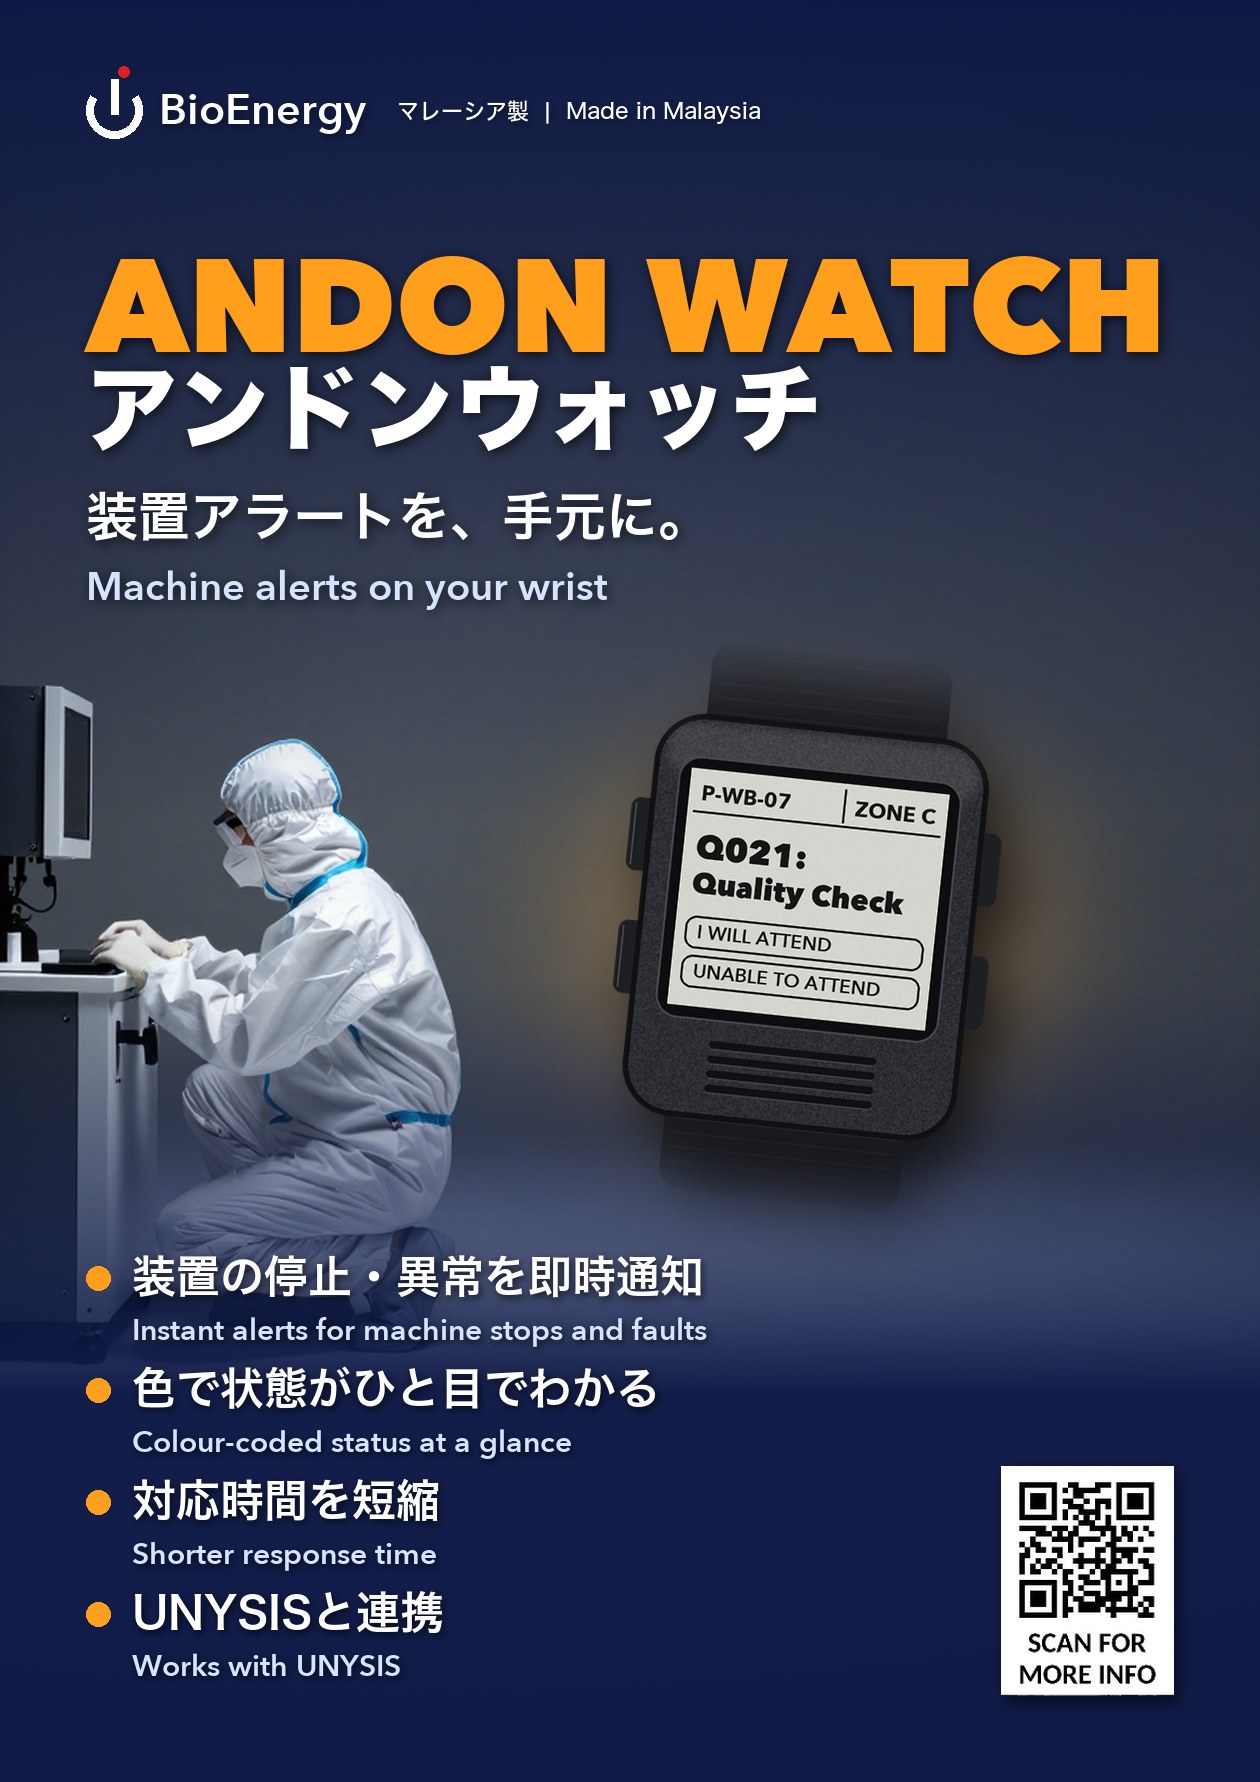 BioEnergy マレーシア製 | Made in Malaysia
ANDON WATCH
アンドンウォッチ
装置アラートを、手元に。
Machine alerts on your wrist
P-WB-07 ZONE C
Q021:
Quality Check
I WILL ATTEND
UNABLE TO ATTEND
装置の停止・異常を即時通知
Instant alerts for machine stops and faults
色で状態がひと目でわかる
Colour-coded status at a glance
対応時間を短縮
Shorter response time
UNYSISと連携
Works with UNYSIS
SCAN FOR
MORE INFO